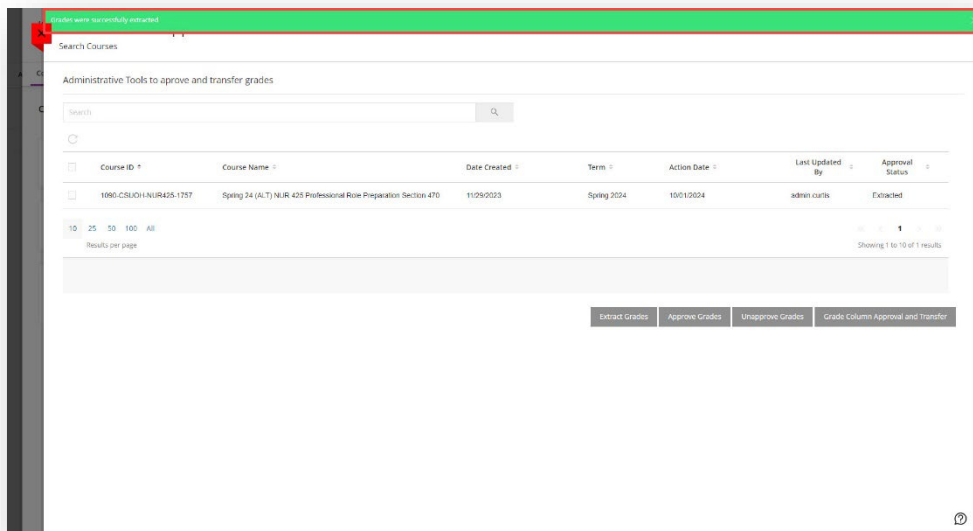 Grades were successfully extracted
Search Courses
Administrative Tools to aprove and transfer grades
Search
Course ID Course Name Date Created Term Action Date Last Updated By Approval Status
1090-CSUOH-NUR425-1757 Spring 24 (ALT) NUR 425 Professional Role Preparation Section 470 11/29/2023 Spring 2024 10/01/2024 admin.curtis Extracted
10 25 50 100 All 1
Results per page Showing 1 to 10 of 1 results
Extract Grades Approve Grades Unapprove Grades Grade Column Approval and Transfer